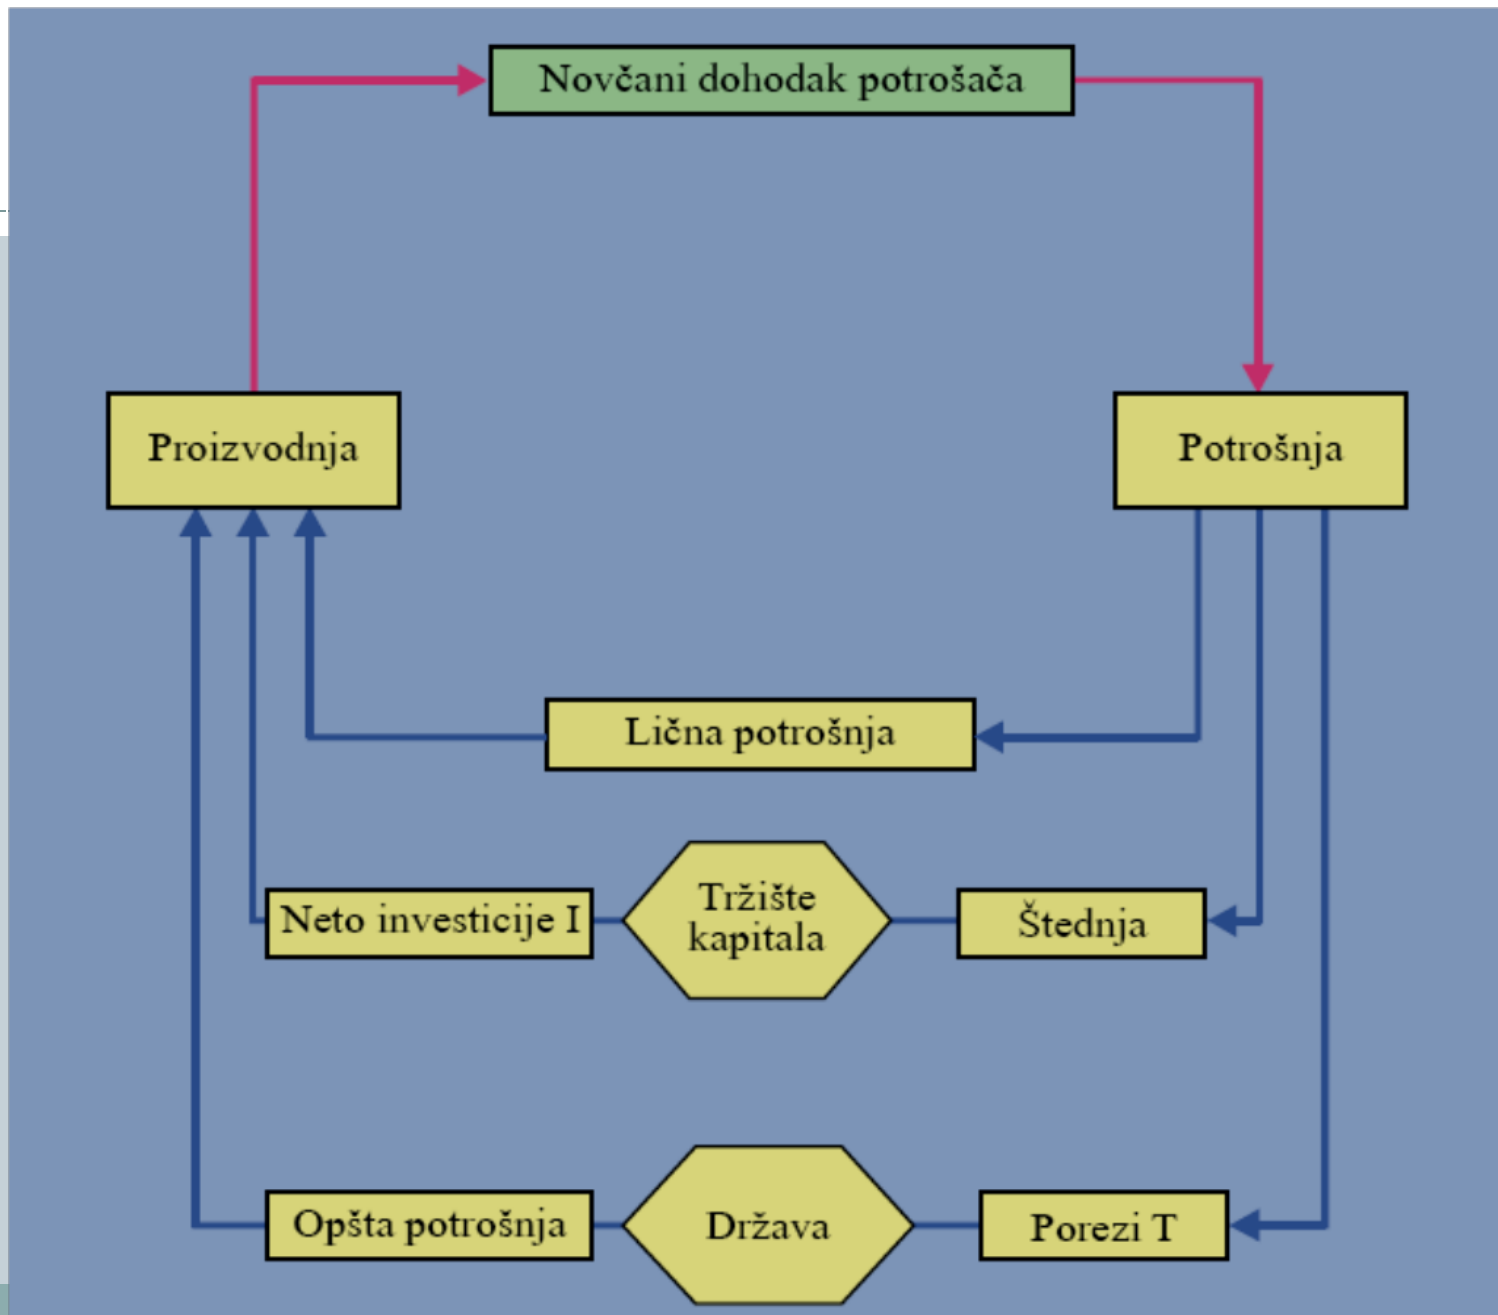 Novčani dohodak potrošača
Proizvodnja
Potrošnja
Lična potrošnja
Neto investicije I
Tržište
kapitala
Štednja
Opšta potrošnja
Država
Porezi T